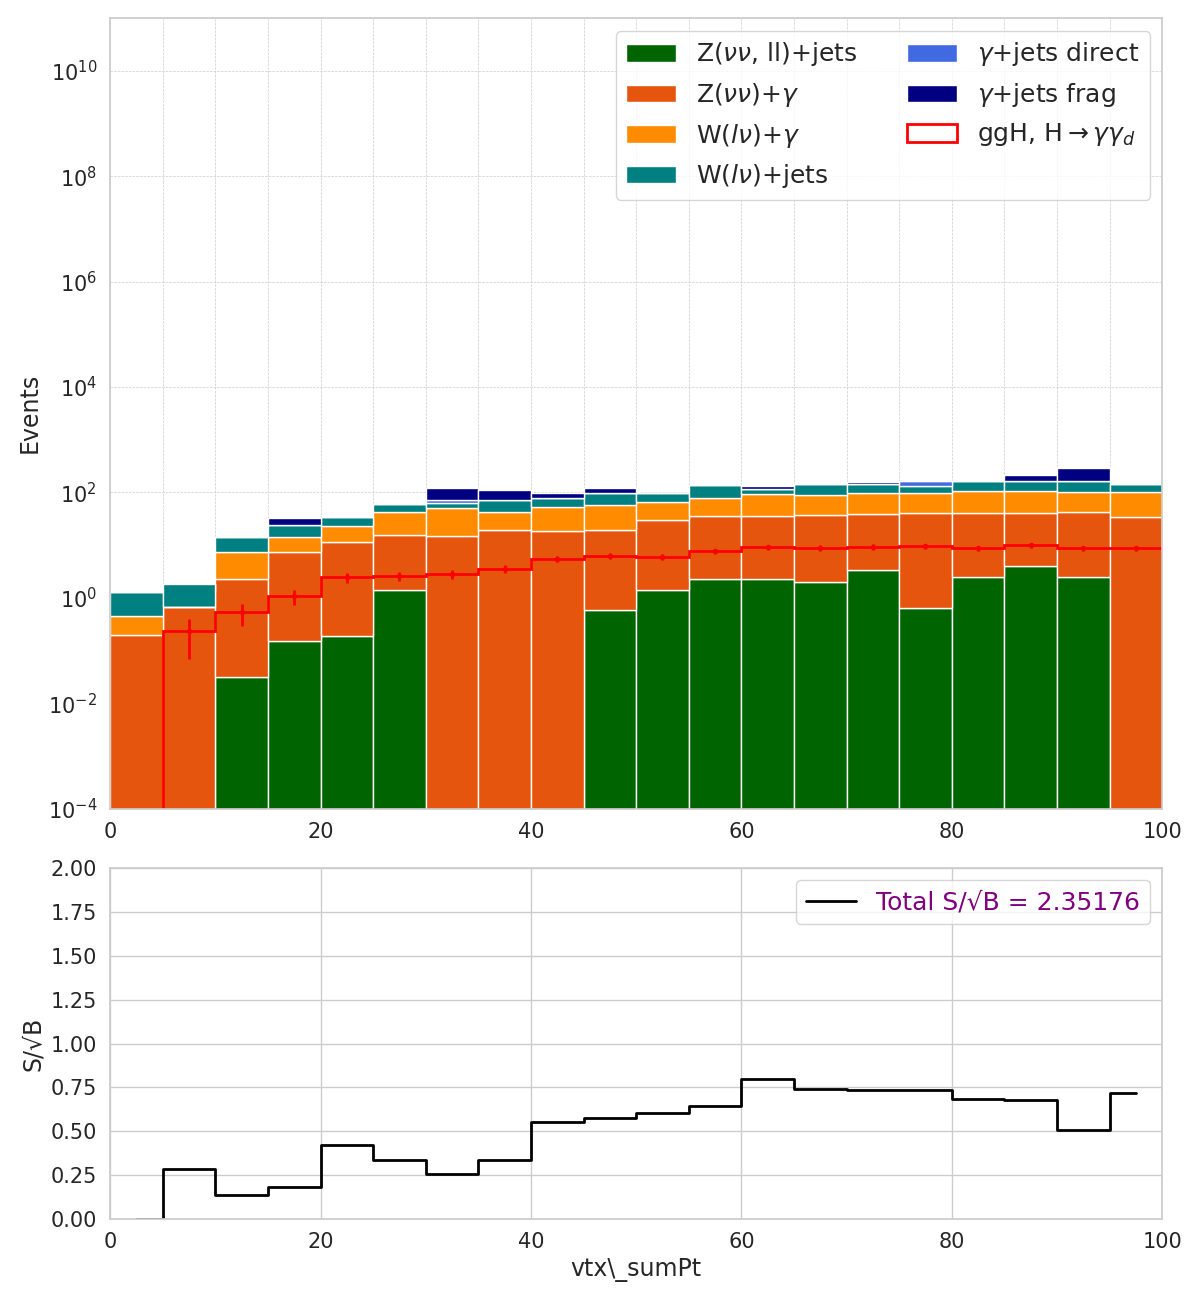 Z(νν, ll)+jets
Z(νν)+γ
W(lν)+γ
W(lν)+jets
γ+jets direct
γ+jets frag
ggH, H→γγ_d
Events
10^10
10^8
10^6
10^4
10^2
10^0
10^−2
10^−4
0 20 40 60 80 100
Total S/√B = 2.35176
S/√B
2.00
1.75
1.50
1.25
1.00
0.75
0.50
0.25
0.00
0 20 40 60 80 100
vtx\_sumPt